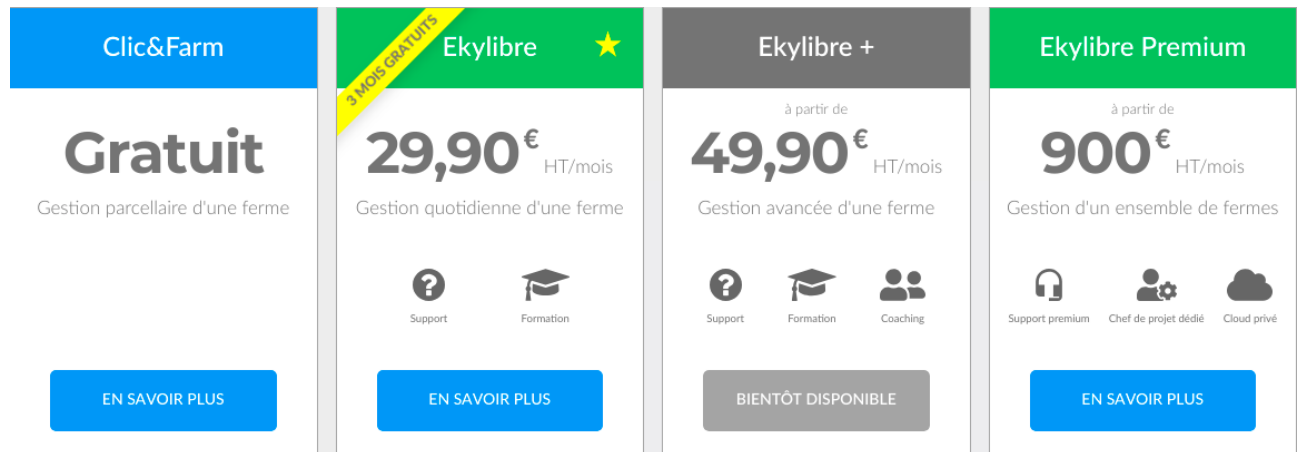 Clic&Farm
Gratuit
Gestion parcellaire d'une ferme
EN SAVOIR PLUS
3 MOIS GRATUITS
Ekylibre
29,90€ HT/mois
Gestion quotidienne d'une ferme
Support
Formation
EN SAVOIR PLUS
Ekylibre +
à partir de
49,90€ HT/mois
Gestion avancée d'une ferme
Support
Formation
Coaching
BIENTÔT DISPONIBLE
Ekylibre Premium
à partir de
900€ HT/mois
Gestion d'un ensemble de fermes
Support premium
Chef de projet dédié
Cloud privé
EN SAVOIR PLUS